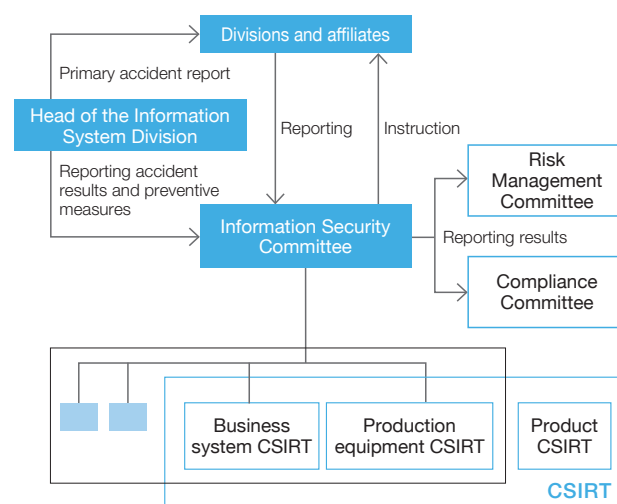 Divisions and affiliates
Primary accident report
Head of the Information
System Division
Reporting
Instruction
Reporting accident
results and preventive
measures
Risk
Management
Committee
Information Security
Committee
Reporting results
Compliance
Committee
Business
system CSIRT
Production
equipment CSIRT
Product
CSIRT
CSIRT